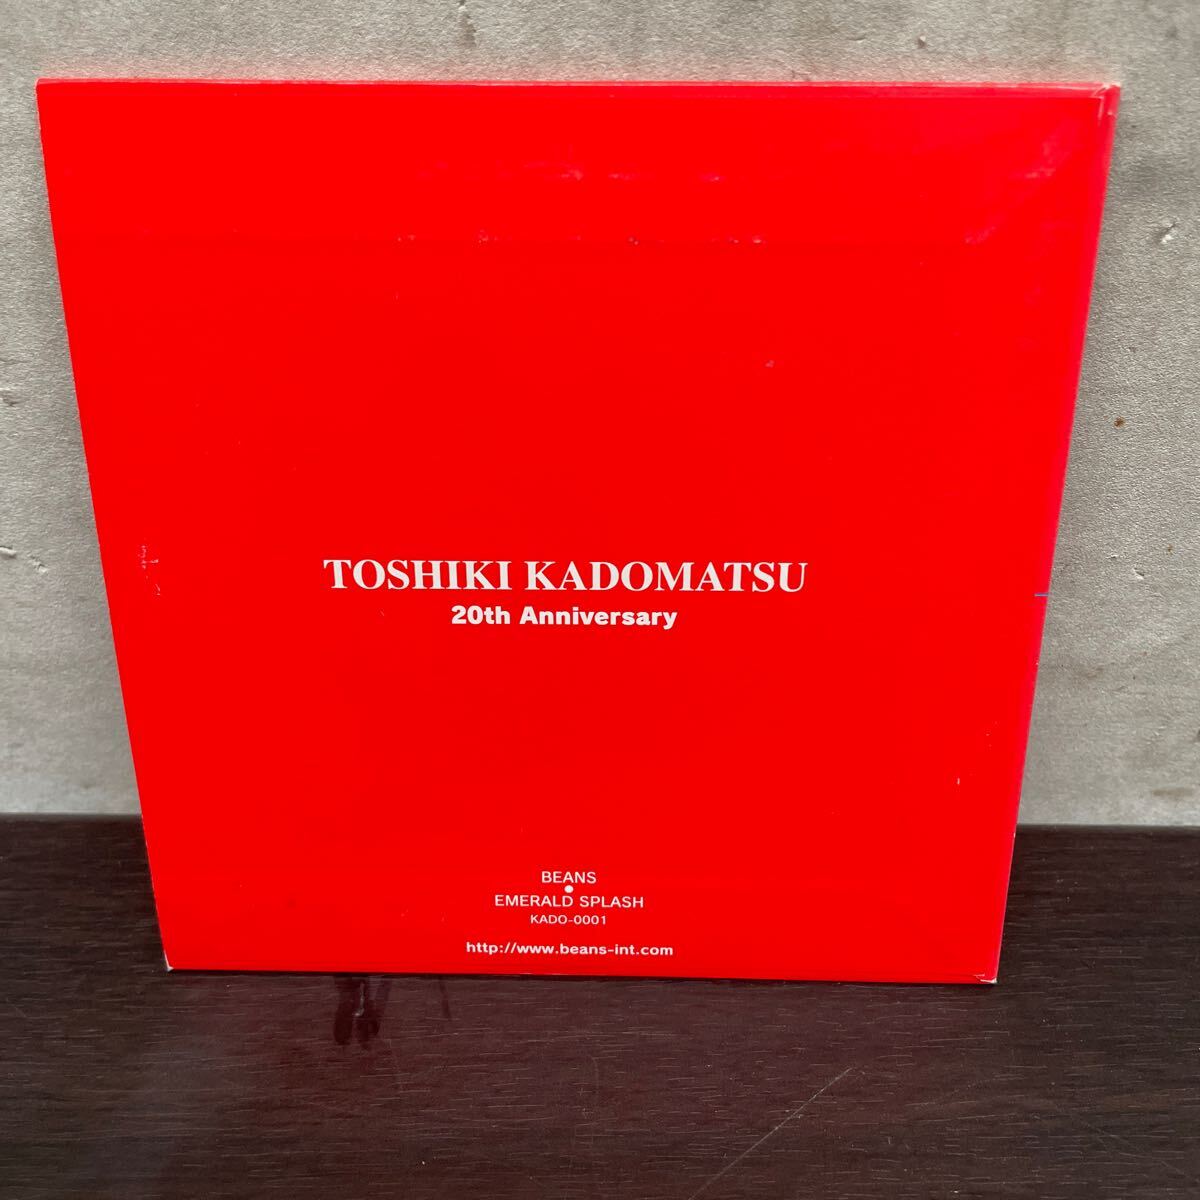 TOSHIKI KADOMATSU
20th Anniversary
BEANS
●
EMERALD SPLASH
KADO-0001
http://www.beans-int.com